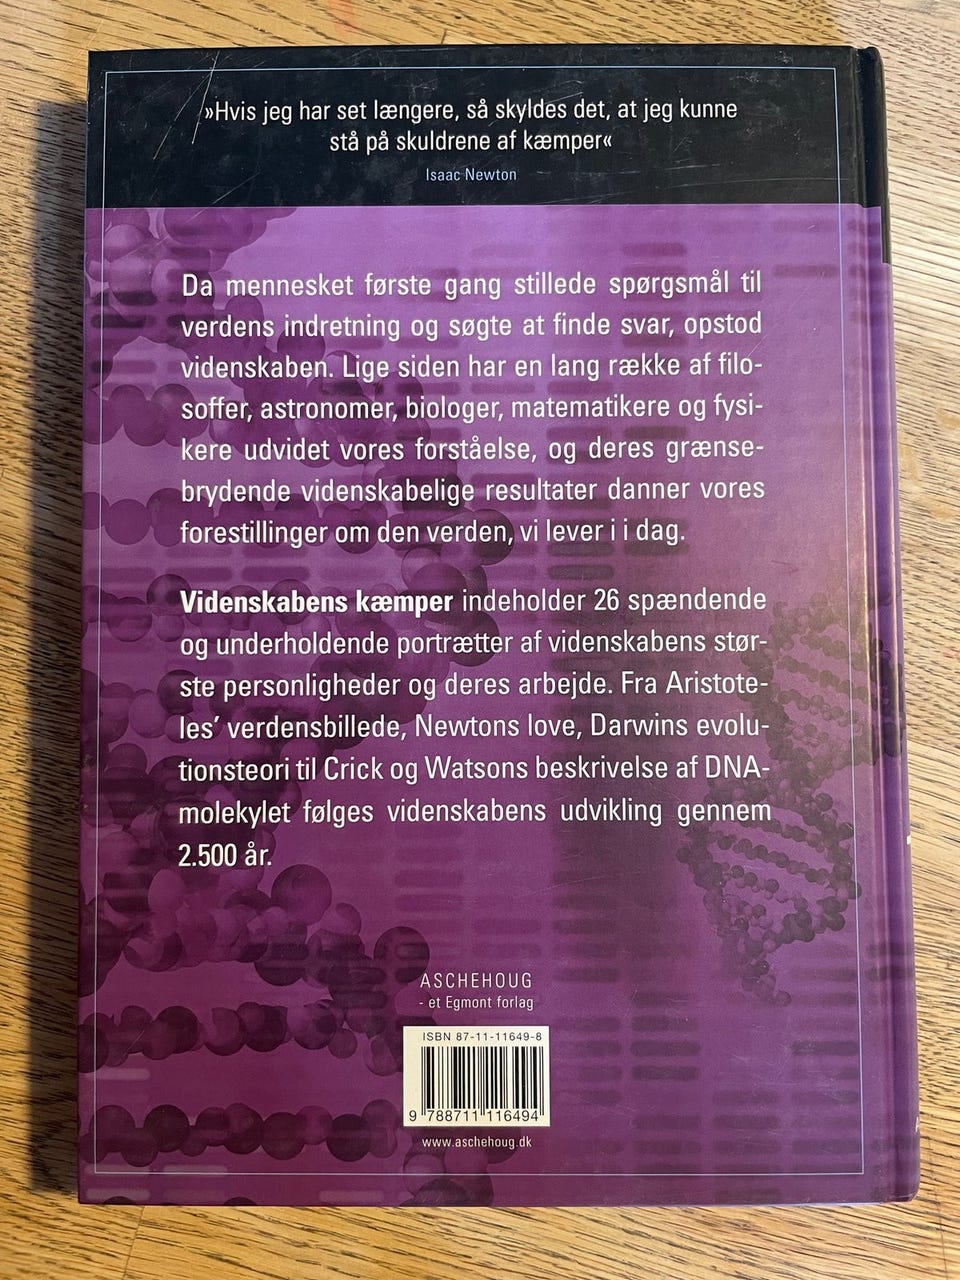 »Hvis jeg har set længere, så skyldes det, at jeg kunne
stå på skuldrene af kæmper«
Isaac Newton
Da mennesket første gang stillede spørgsmål til
verdens indretning og søgte at finde svar, opstod
videnskaben. Lige siden har en lang række af filo-
soffer, astronomer, biologer, matematikere og fysi-
kere udvidet vores forståelse, og deres grænse-
brydende videnskabelige resultater danner vores
forestillinger om den verden, vi lever i i dag.
Videnskabens kæmper indeholder 26 spændende
og underholdende portrætter af videnskabens stør-
ste personligheder og deres arbejde. Fra Aristote-
les’ verdensbillede, Newtons love, Darwins evolu-
tionsteori til Crick og Watsons beskrivelse af DNA-
molekylet følges videnskabens udvikling gennem
2.500 år.
ASCHEHOUG
- et Egmont forlag
ISBN 87-11-11649-8
9 788711 116494
www.aschehoug.dk